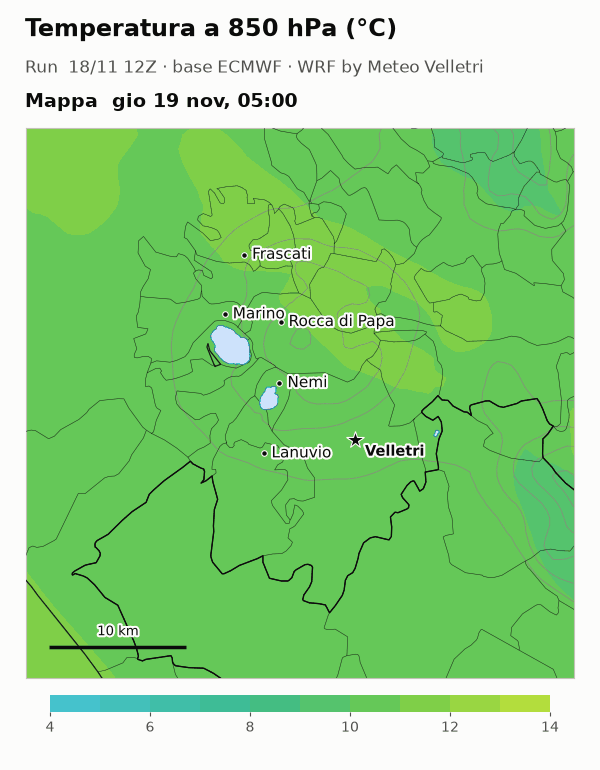 Temperatura a 850 hPa (°C)
Run 18/11 12Z · base ECMWF · WRF by Meteo Velletri
Mappa gio 19 nov, 05:00
Frascati
Marino
Rocca di Papa
Nemi
Velletri
Lanuvio
10 km
4 6 8 10 12 14